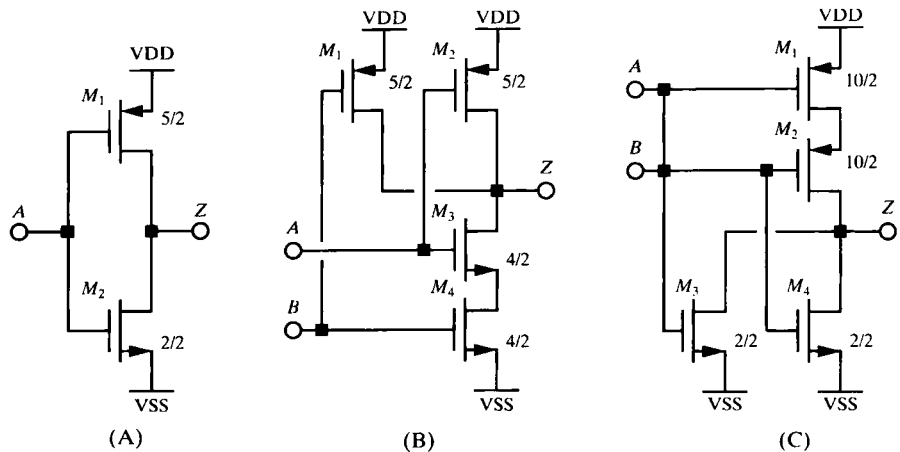 VDD
M1
5/2
A
Z
M2
2/2
VSS
(A)
VDD
VDD
M1
M2
5/2
5/2
Z
A
M3
4/2
B
M4
4/2
VSS
(B)
VDD
M1
A
10/2
M2
B
10/2
Z
M3
M4
2/2
2/2
VSS
VSS
(C)